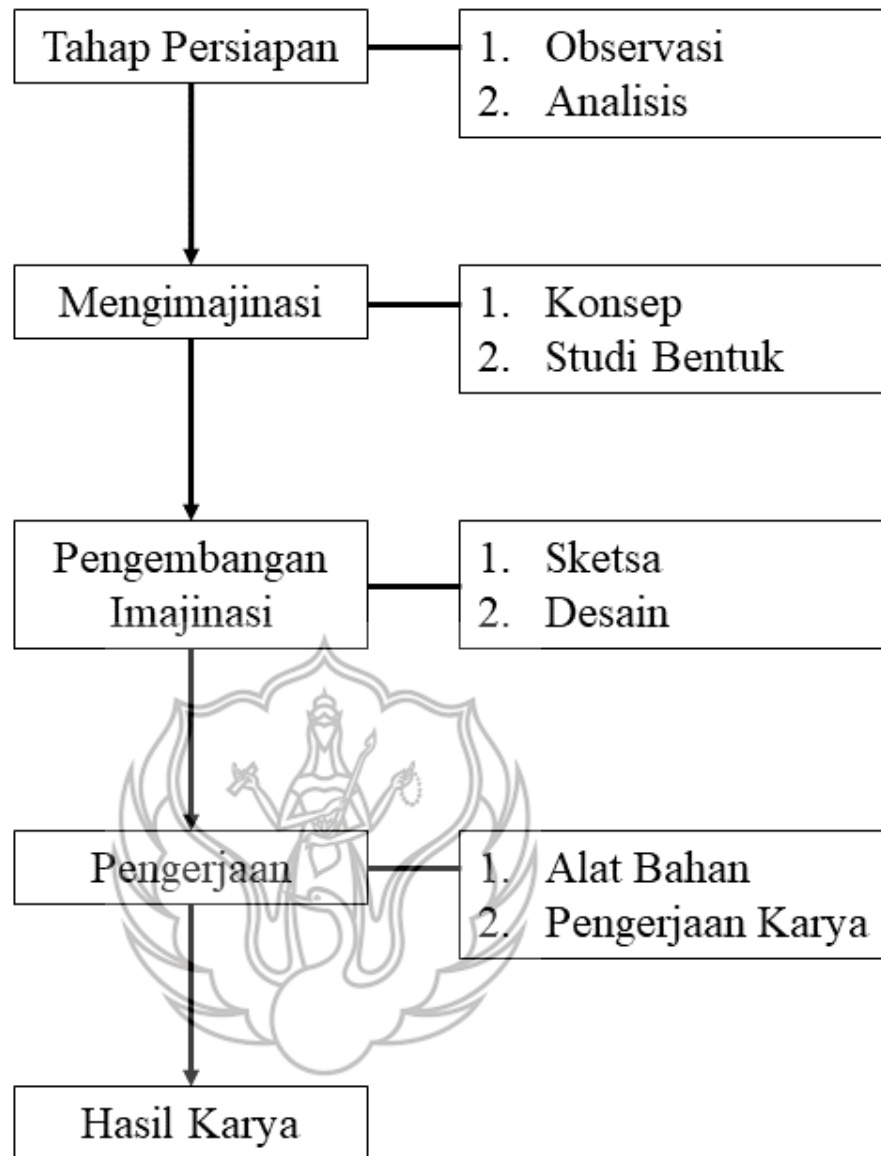 Tahap Persiapan
1. Observasi
2. Analisis
Mengimajinasi
1. Konsep
2. Studi Bentuk
Pengembangan
Imajinasi
1. Sketsa
2. Desain
Pengerjaan
1. Alat Bahan
2. Pengerjaan Karya
Hasil Karya